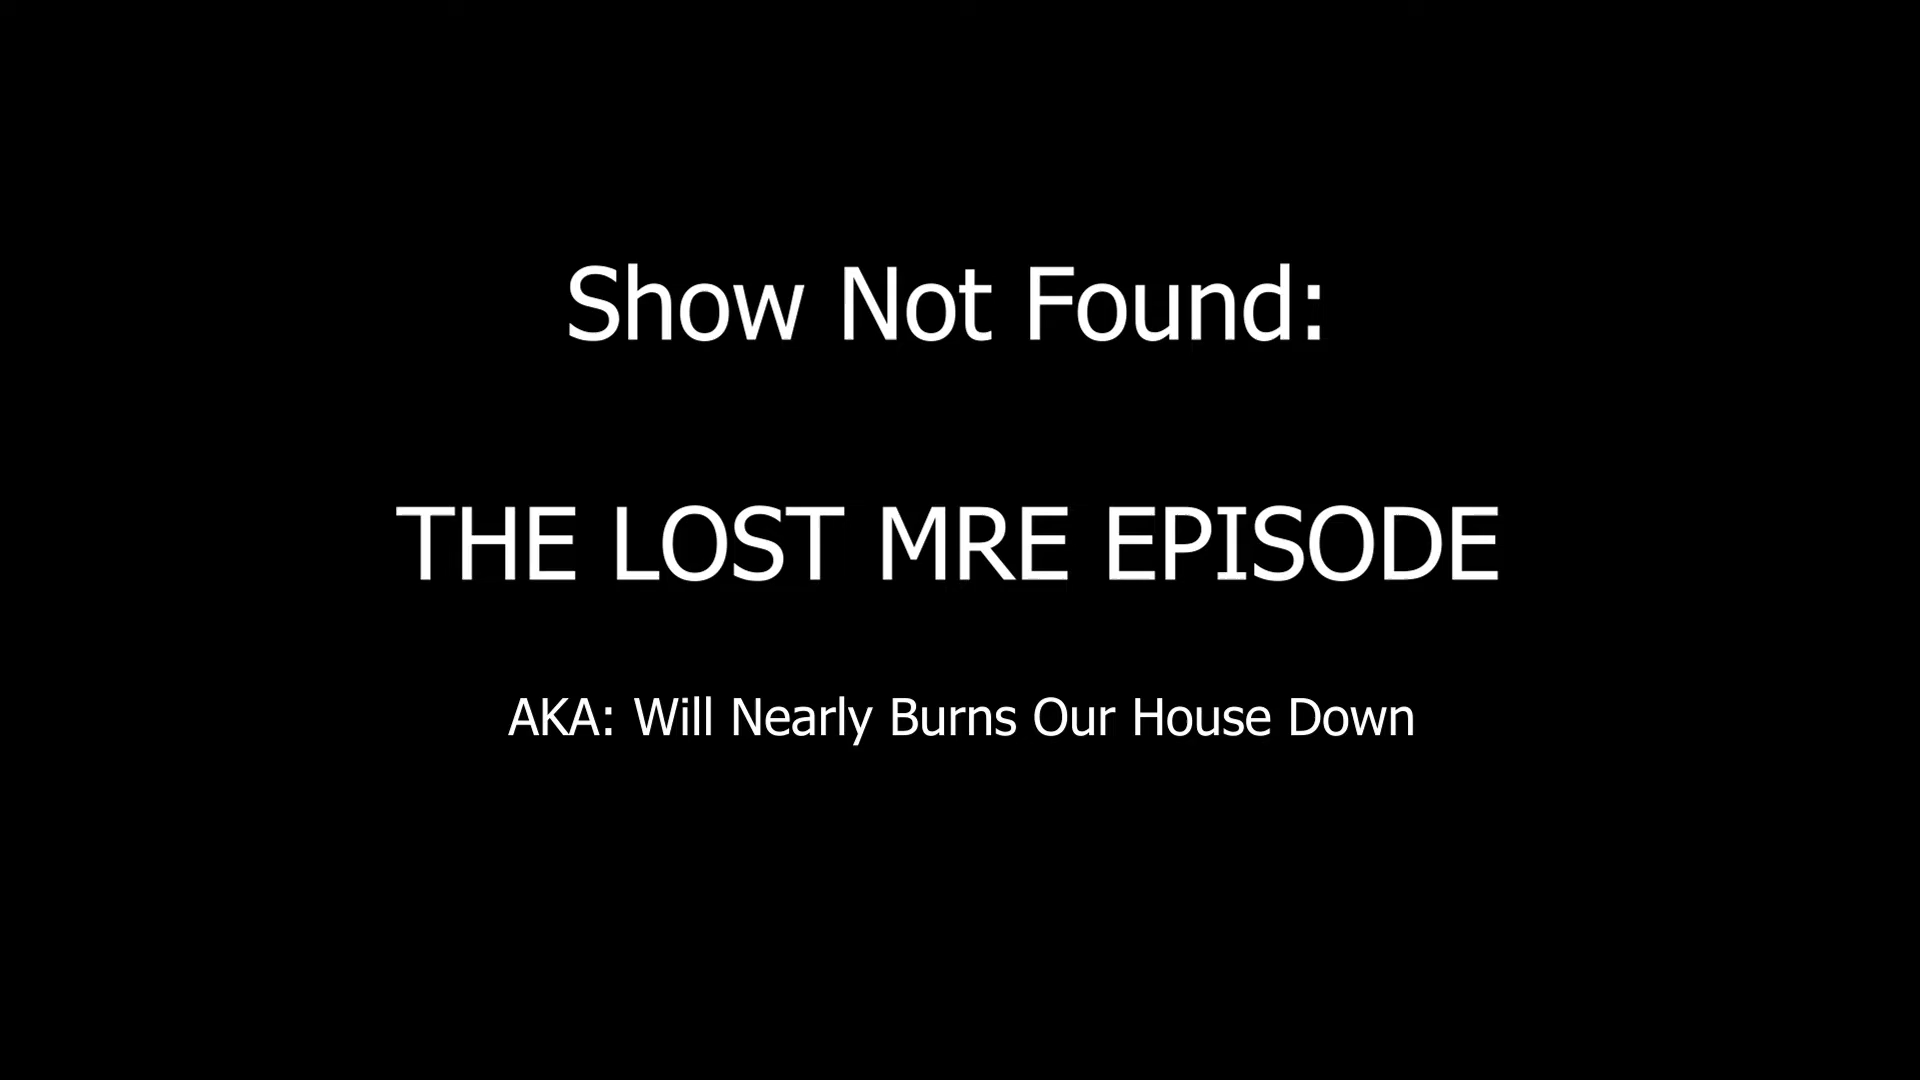 Show Not Found:
THE LOST MRE EPISODE
AKA: Will Nearly Burns Our House Down